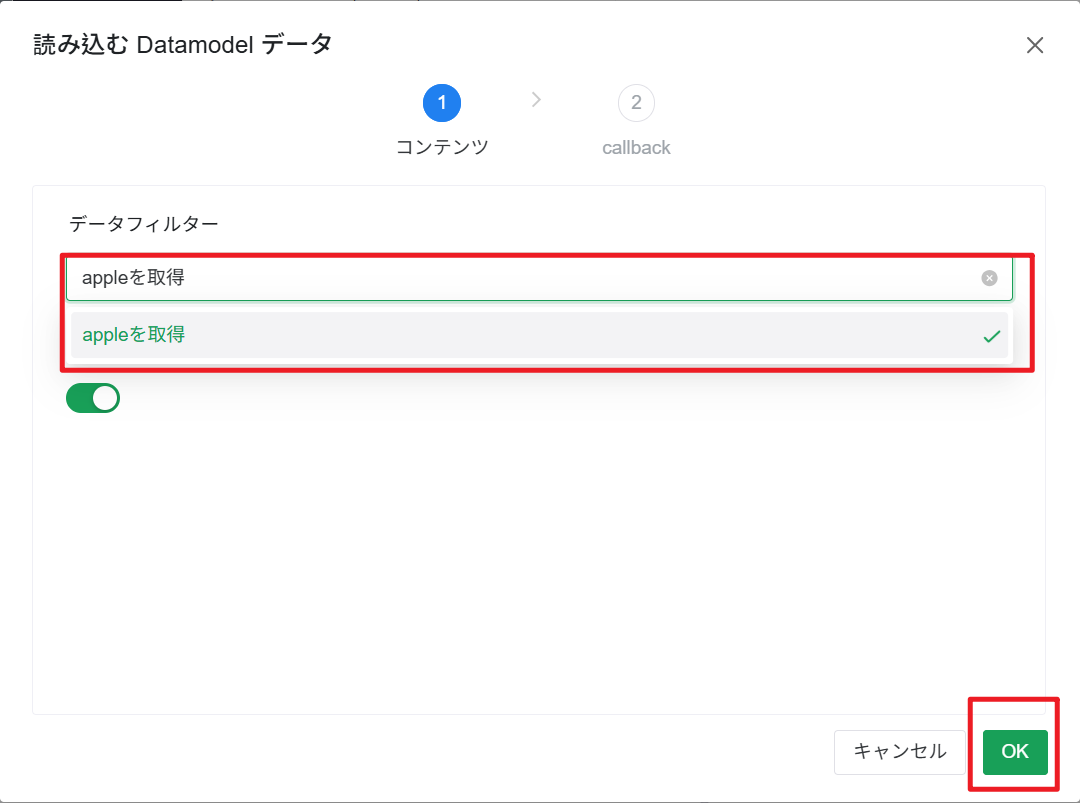 読み込む Datamodel データ
1
2
コンテンツ
callback
データフィルター
appleを取得
appleを取得
キャンセル
OK